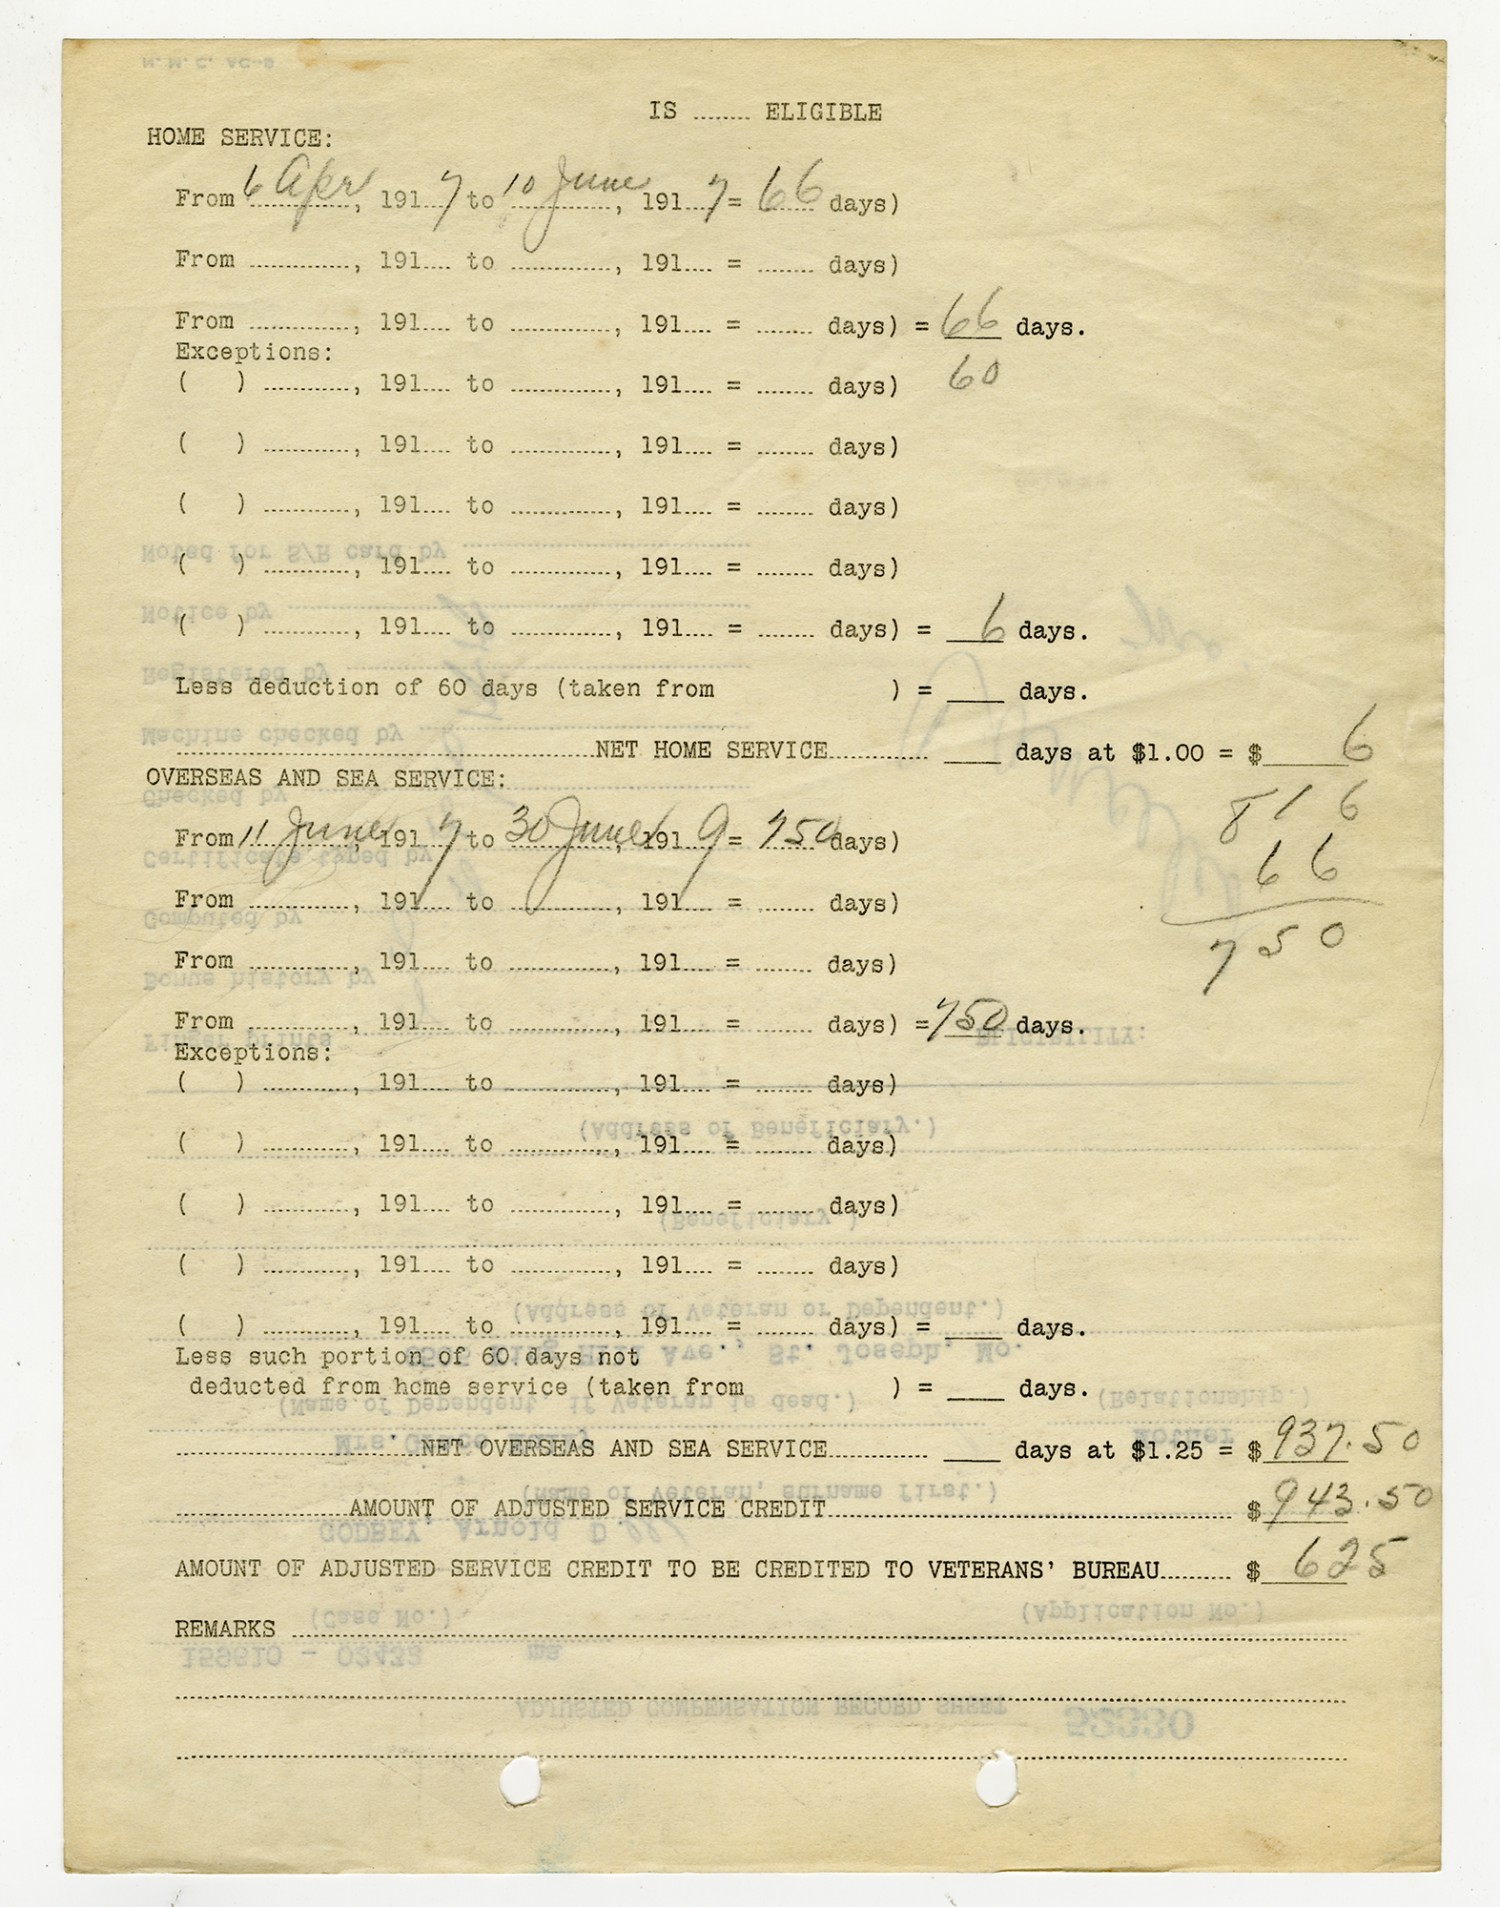 IS ........ ELIGIBLE
HOME SERVICE:
From 6 Apr, 191 7 to 10 June, 191 7 = 66 days)
From .............., 191.... to .............., 191.... = ........ days)
From .............., 191.... to .............., 191.... = ........ days) = 66 days.
Exceptions:
(   ) ............, 191.... to .............., 191.... = ........ days) 60
(   ) ............, 191.... to .............., 191.... = ........ days)
(   ) ............, 191.... to .............., 191.... = ........ days)
(   ) ............, 191.... to .............., 191.... = ........ days)
(   ) ............, 191.... to .............., 191.... = ........ days) = 6 days.
Less deduction of 60 days (taken from          ) = ____ days.
NET HOME SERVICE............. ____ days at $1.00 = $ 6
OVERSEAS AND SEA SERVICE:
816
From 11 June, 191 7 to 30 June, 191 9 = 750 days)
66
From .............., 191.... to .............., 191.... = ........ days)
750
From .............., 191.... to .............., 191.... = ........ days)
From .............., 191.... to .............., 191.... = ........ days) = 750 days.
Exceptions:
(   ) ............, 191.... to .............., 191.... = ........ days)
(   ) ............, 191.... to .............., 191.... = ........ days)
(   ) ............, 191.... to .............., 191.... = ........ days)
(   ) ............, 191.... to .............., 191.... = ........ days)
(   ) ............, 191.... to .............., 191.... = ........ days) = ____ days.
Less such portion of 60 days not
deducted from home service (taken from          ) = ____ days.
NET OVERSEAS AND SEA SERVICE............. ____ days at $1.25 = $ 937.50
AMOUNT OF ADJUSTED SERVICE CREDIT............. $ 943.50
AMOUNT OF ADJUSTED SERVICE CREDIT TO BE CREDITED TO VETERANS' BUREAU.......... $ 625
REMARKS